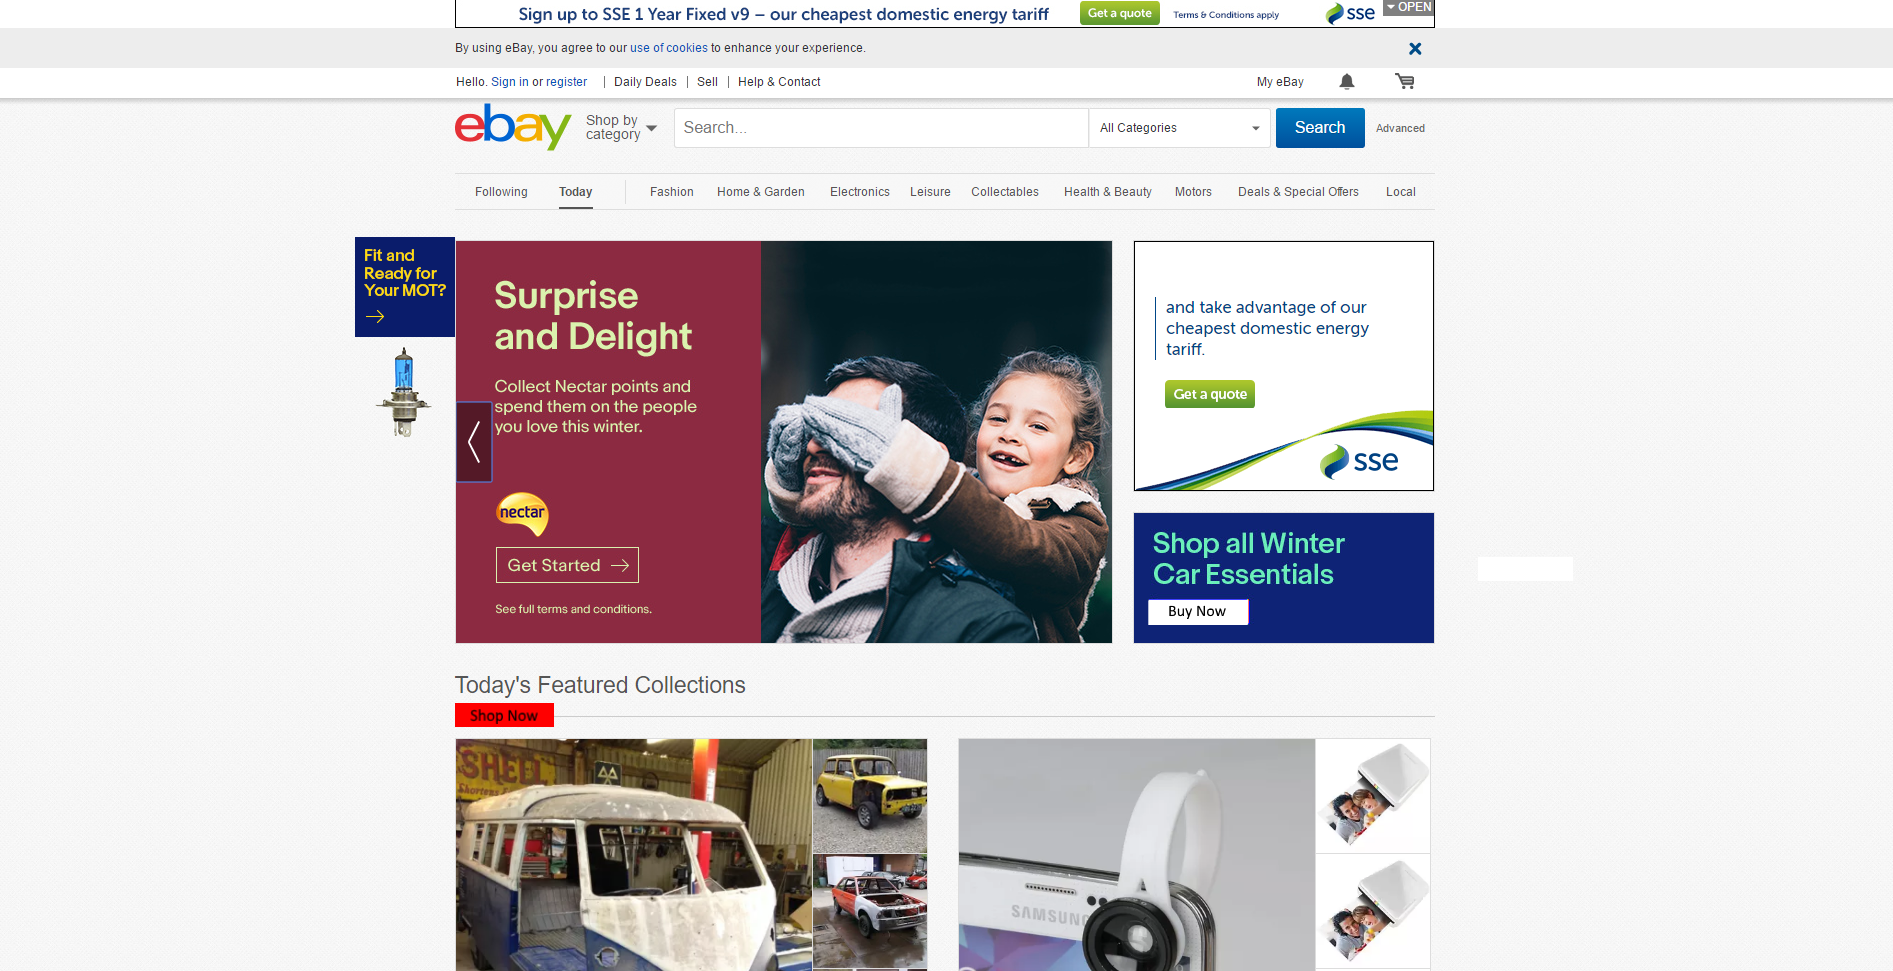 Sign up to SSE 1 Year Fixed v9 – our cheapest domestic energy tariff
Get a quote
Terms & Conditions apply
sse
OPEN
By using eBay, you agree to our use of cookies to enhance your experience.
Hello. Sign in or register
Daily Deals
Sell
Help & Contact
My eBay
ebay
Shop by
category
Search...
All Categories
Search
Advanced
Following
Today
Fashion
Home & Garden
Electronics
Leisure
Collectables
Health & Beauty
Motors
Deals & Special Offers
Local
Fit and
Ready for
Your MOT?
Surprise
and Delight
Collect Nectar points and
spend them on the people
you love this winter.
nectar
Get Started
See full terms and conditions.
and take advantage of our
cheapest domestic energy
tariff.
Get a quote
sse
Shop all Winter
Car Essentials
Buy Now
Today's Featured Collections
Shop Now
SHEEL
SAMSUNG